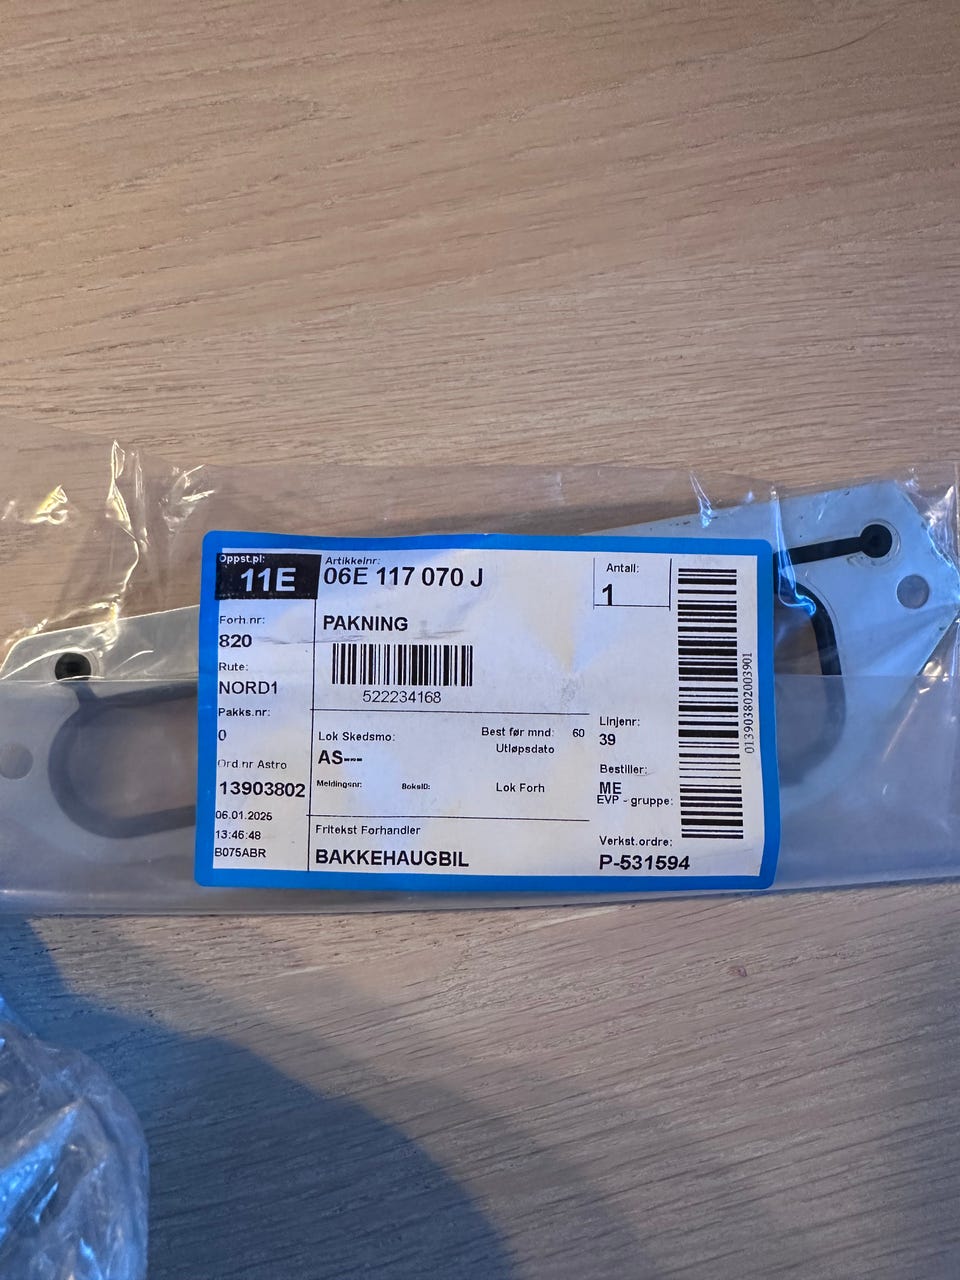 Oppst.pl:
11E
Artikkelnr:
06E 117 070 J
Antall:
1
PAKNING
522234168
Forh.nr:
820
Rute:
NORD1
Pakks.nr:
0
Ord nr Astro
13903802
06.01.2025
13:46:48
B075ABR
Lok Skedsmo:
AS---
Best før mnd: 60
Utløpsdato
Meldingsnr:
BoksID:
Lok Forh
Fritekst Forhandler
BAKKEHAUGBIL
Linjenr:
39
Bestiller:
ME
EVP - gruppe:
Verkst.ordre:
P-531594
013903802003901